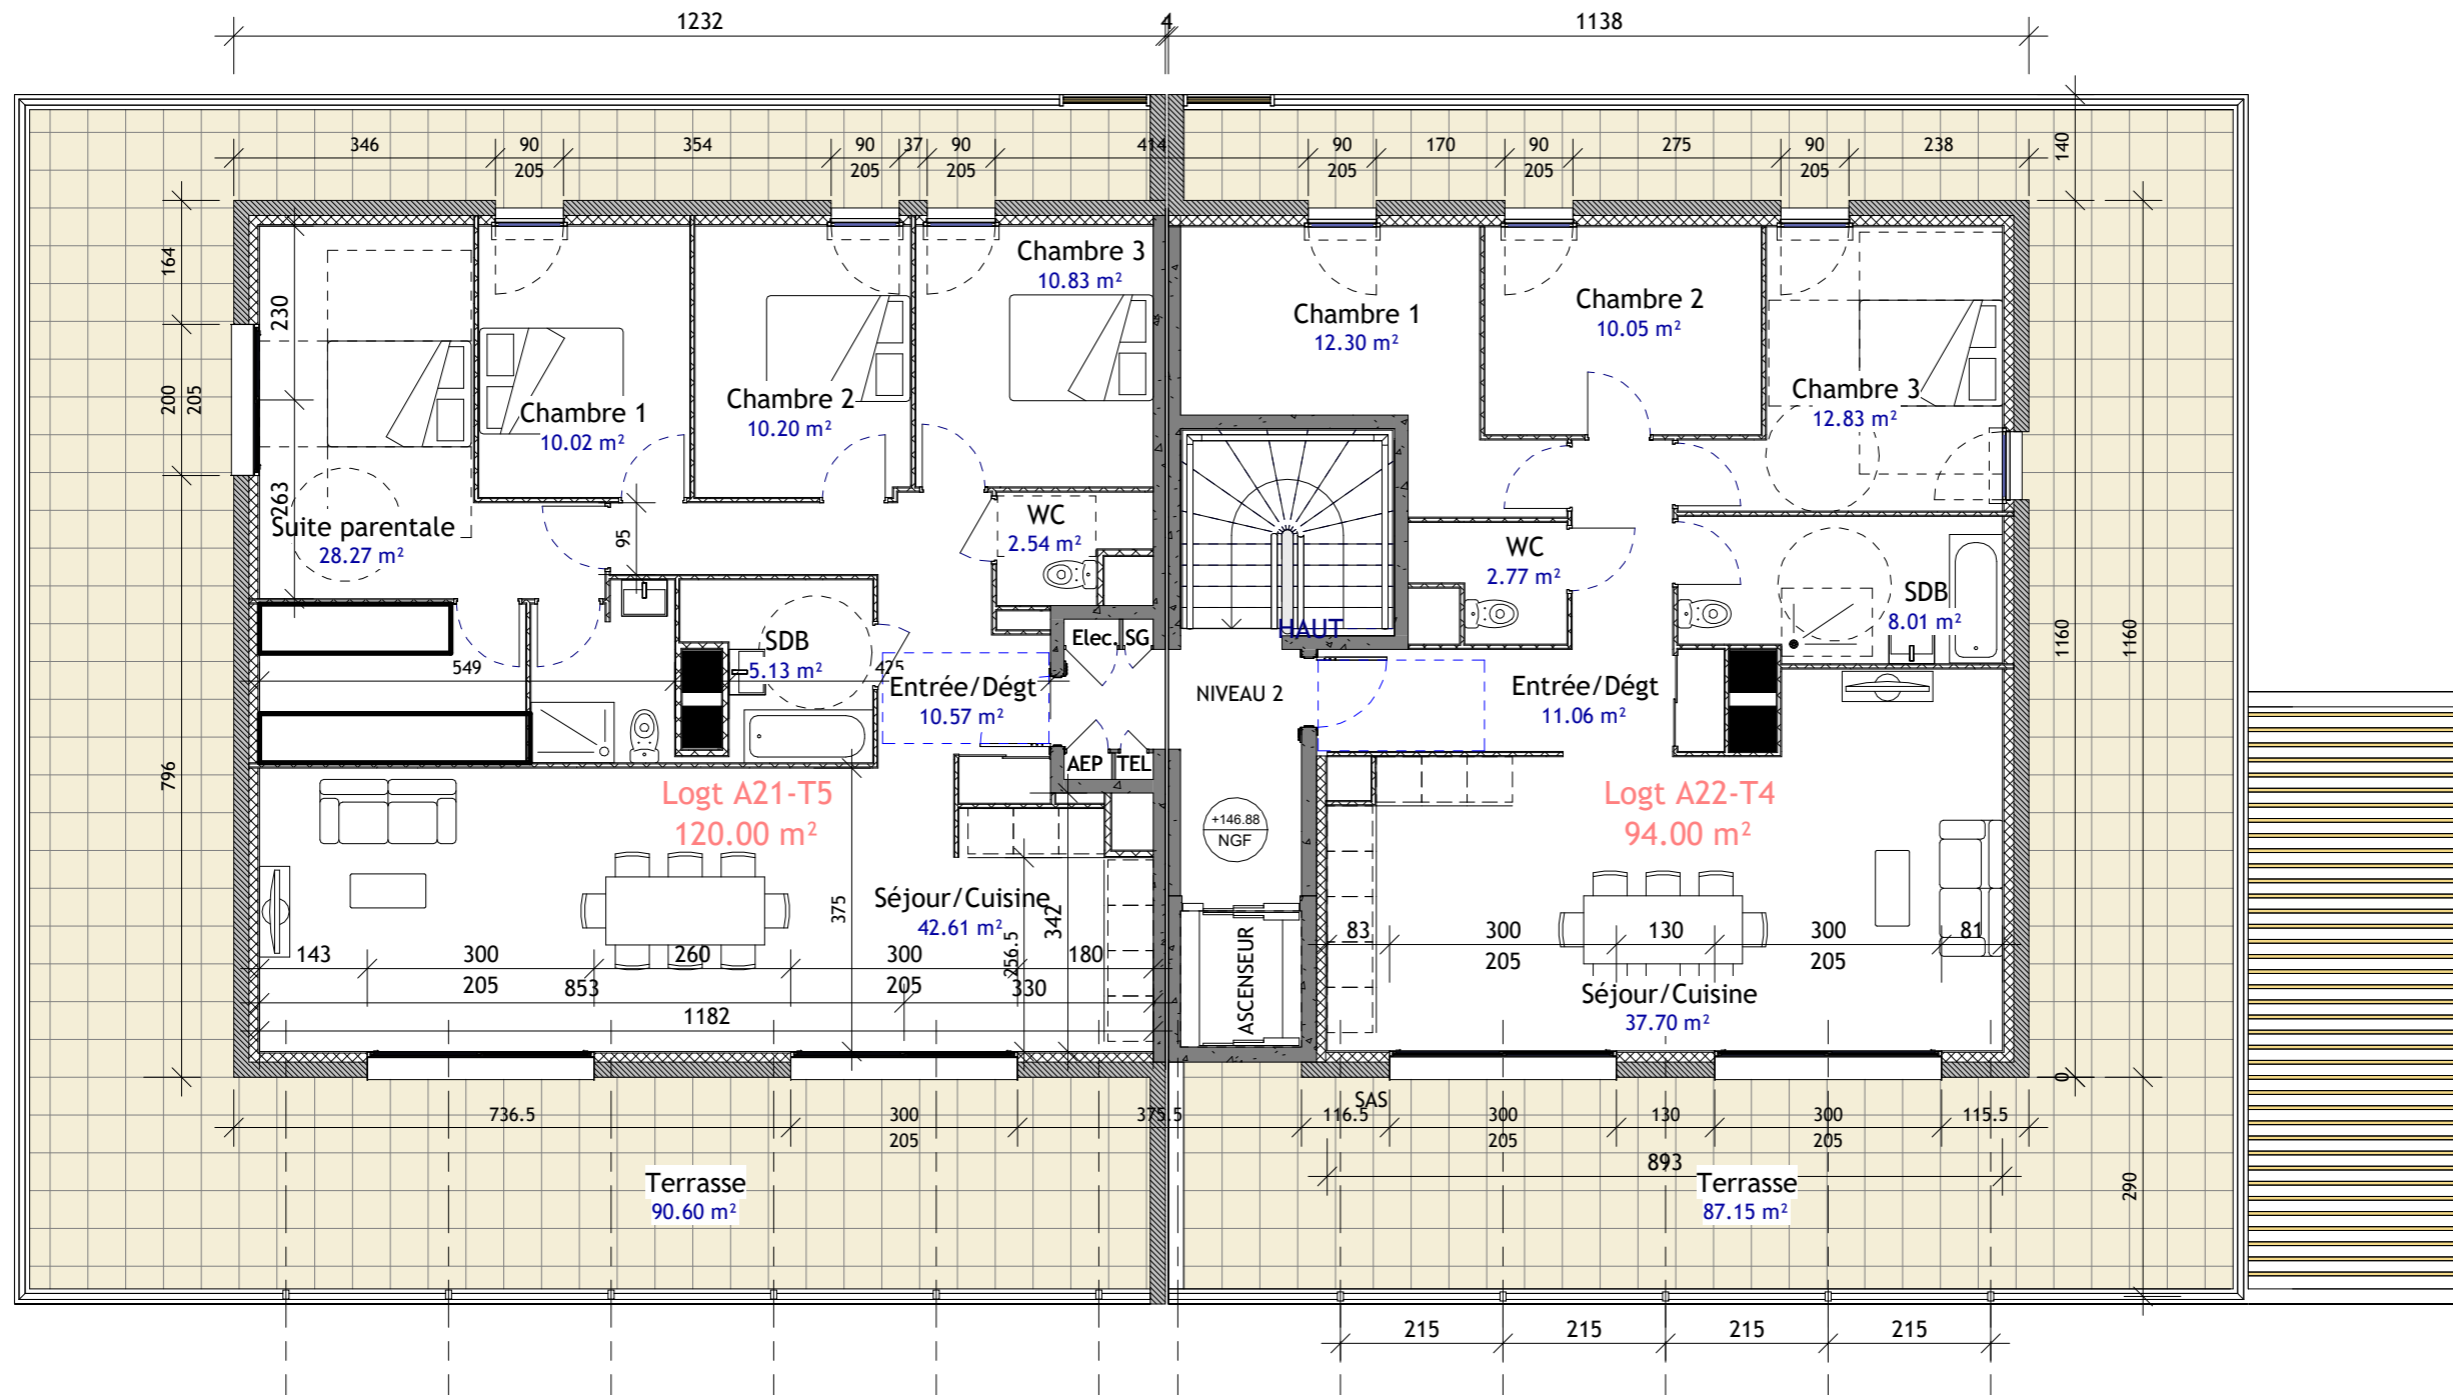 1232
4
1138
346
90
205
354
90
205
37
90
205
414
90
205
170
90
205
275
90
205
238
140
164
230
200
205
263
796
Suite parentale
28.27 m²
Chambre 1
10.02 m²
Chambre 2
10.20 m²
Chambre 3
10.83 m²
95
WC
2.54 m²
SDB
5.13 m²
549
425
Entrée/Dégt
10.57 m²
Elec.
SG
AEP
TEL
Logt A21-T5
120.00 m²
Séjour/Cuisine
42.61 m²
375
256.5
342
143
300
205
260
300
205
180
853
330
1182
Chambre 1
12.30 m²
Chambre 2
10.05 m²
Chambre 3
12.83 m²
WC
2.77 m²
SDB
8.01 m²
HAUT
NIVEAU 2
Entrée/Dégt
11.06 m²
+146.88
NGF
ASCENSEUR
Logt A22-T4
94.00 m²
83
300
205
130
300
205
81
Séjour/Cuisine
37.70 m²
1160
1160
0
290
SAS
736.5
300
205
375.5
116.5
300
205
130
300
205
115.5
893
Terrasse
90.60 m²
Terrasse
87.15 m²
215
215
215
215